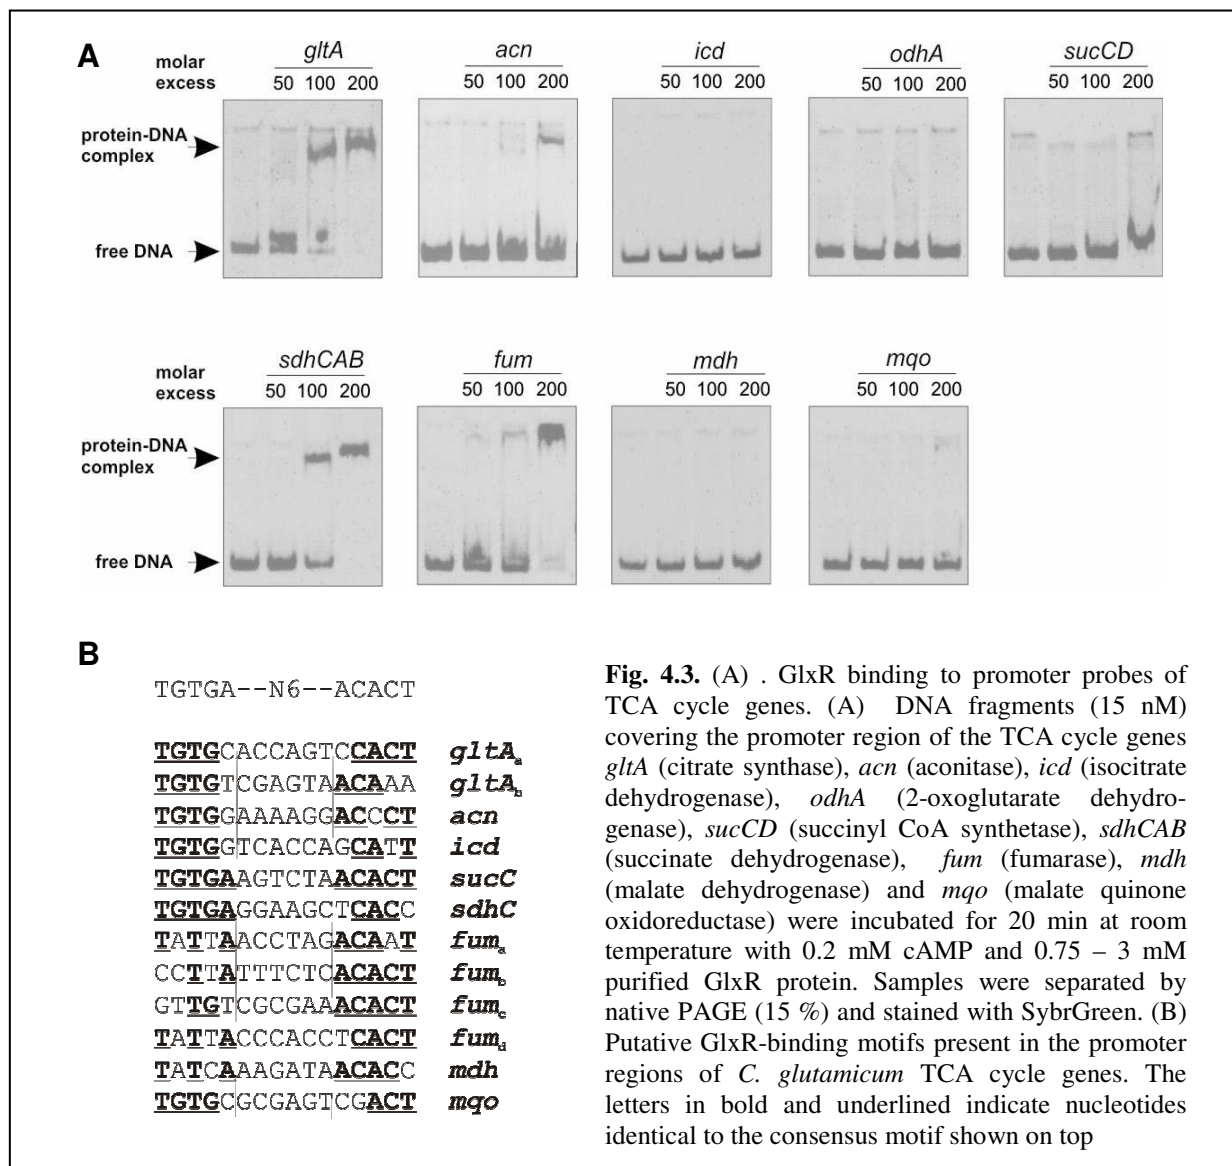 A
molar excess
gltA
50 100 200
acn
50 100 200
icd
50 100 200
odhA
50 100 200
sucCD
50 100 200
protein-DNA
complex
free DNA
molar excess
sdhCAB
50 100 200
fum
50 100 200
mdh
50 100 200
mqo
50 100 200
protein-DNA
complex
free DNA
B
TGTGA--N6--ACACT
TGTGCACCAGTCCACT gltAa
TGTGTCGAGTAACAAA gltAb
TGTGGAAAAGGACCCT acn
TGTGGTCACCAGCATT icd
TGTGAAGTCTAACACT sucC
TGTGAGGAAGCTCACC sdhC
TATTAACCTAGACAAT fuma
CCTTATTTCTCACACT fumb
GTTGTCGCGAAACACT fumc
TATTACCCACCTCACT fumd
TATCAAAGATAACACC mdh
TGTGCGCGAGTCGACT mqo
Fig. 4.3. (A) . GlxR binding to promoter probes of
TCA cycle genes. (A) DNA fragments (15 nM)
covering the promoter region of the TCA cycle genes
gltA (citrate synthase), acn (aconitase), icd (isocitrate
dehydrogenase), odhA (2-oxoglutarate dehydro-
genase), sucCD (succinyl CoA synthetase), sdhCAB
(succinate dehydrogenase), fum (fumarase), mdh
(malate dehydrogenase) and mqo (malate quinone
oxidoreductase) were incubated for 20 min at room
temperature with 0.2 mM cAMP and 0.75 – 3 mM
purified GlxR protein. Samples were separated by
native PAGE (15 %) and stained with SybrGreen. (B)
Putative GlxR-binding motifs present in the promoter
regions of C. glutamicum TCA cycle genes. The
letters in bold and underlined indicate nucleotides
identical to the consensus motif shown on top